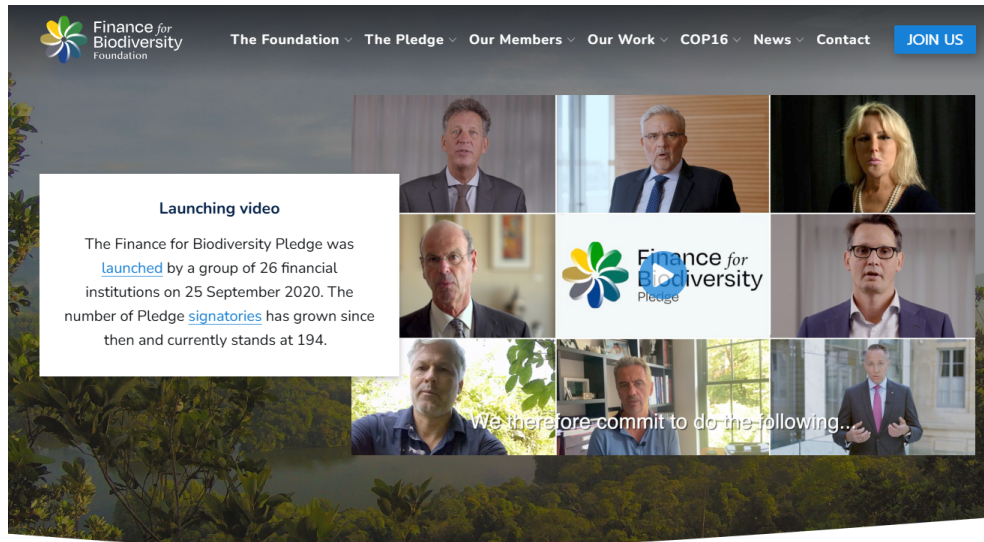 Finance for
Biodiversity
Foundation
The Foundation The Pledge Our Members Our Work COP16 News Contact JOIN US
Launching video
The Finance for Biodiversity Pledge was
launched by a group of 26 financial
institutions on 25 September 2020. The
number of Pledge signatories has grown since
then and currently stands at 194.
Finance for
Biodiversity
Pledge
We therefore commit to do the following...